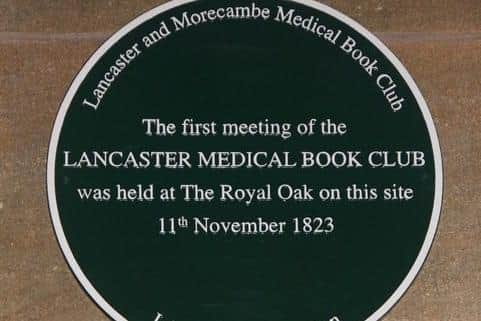 Lancaster and Morecambe Medical Book Club
The first meeting of the
LANCASTER MEDICAL BOOK CLUB
was held at The Royal Oak on this site
11th November 1823